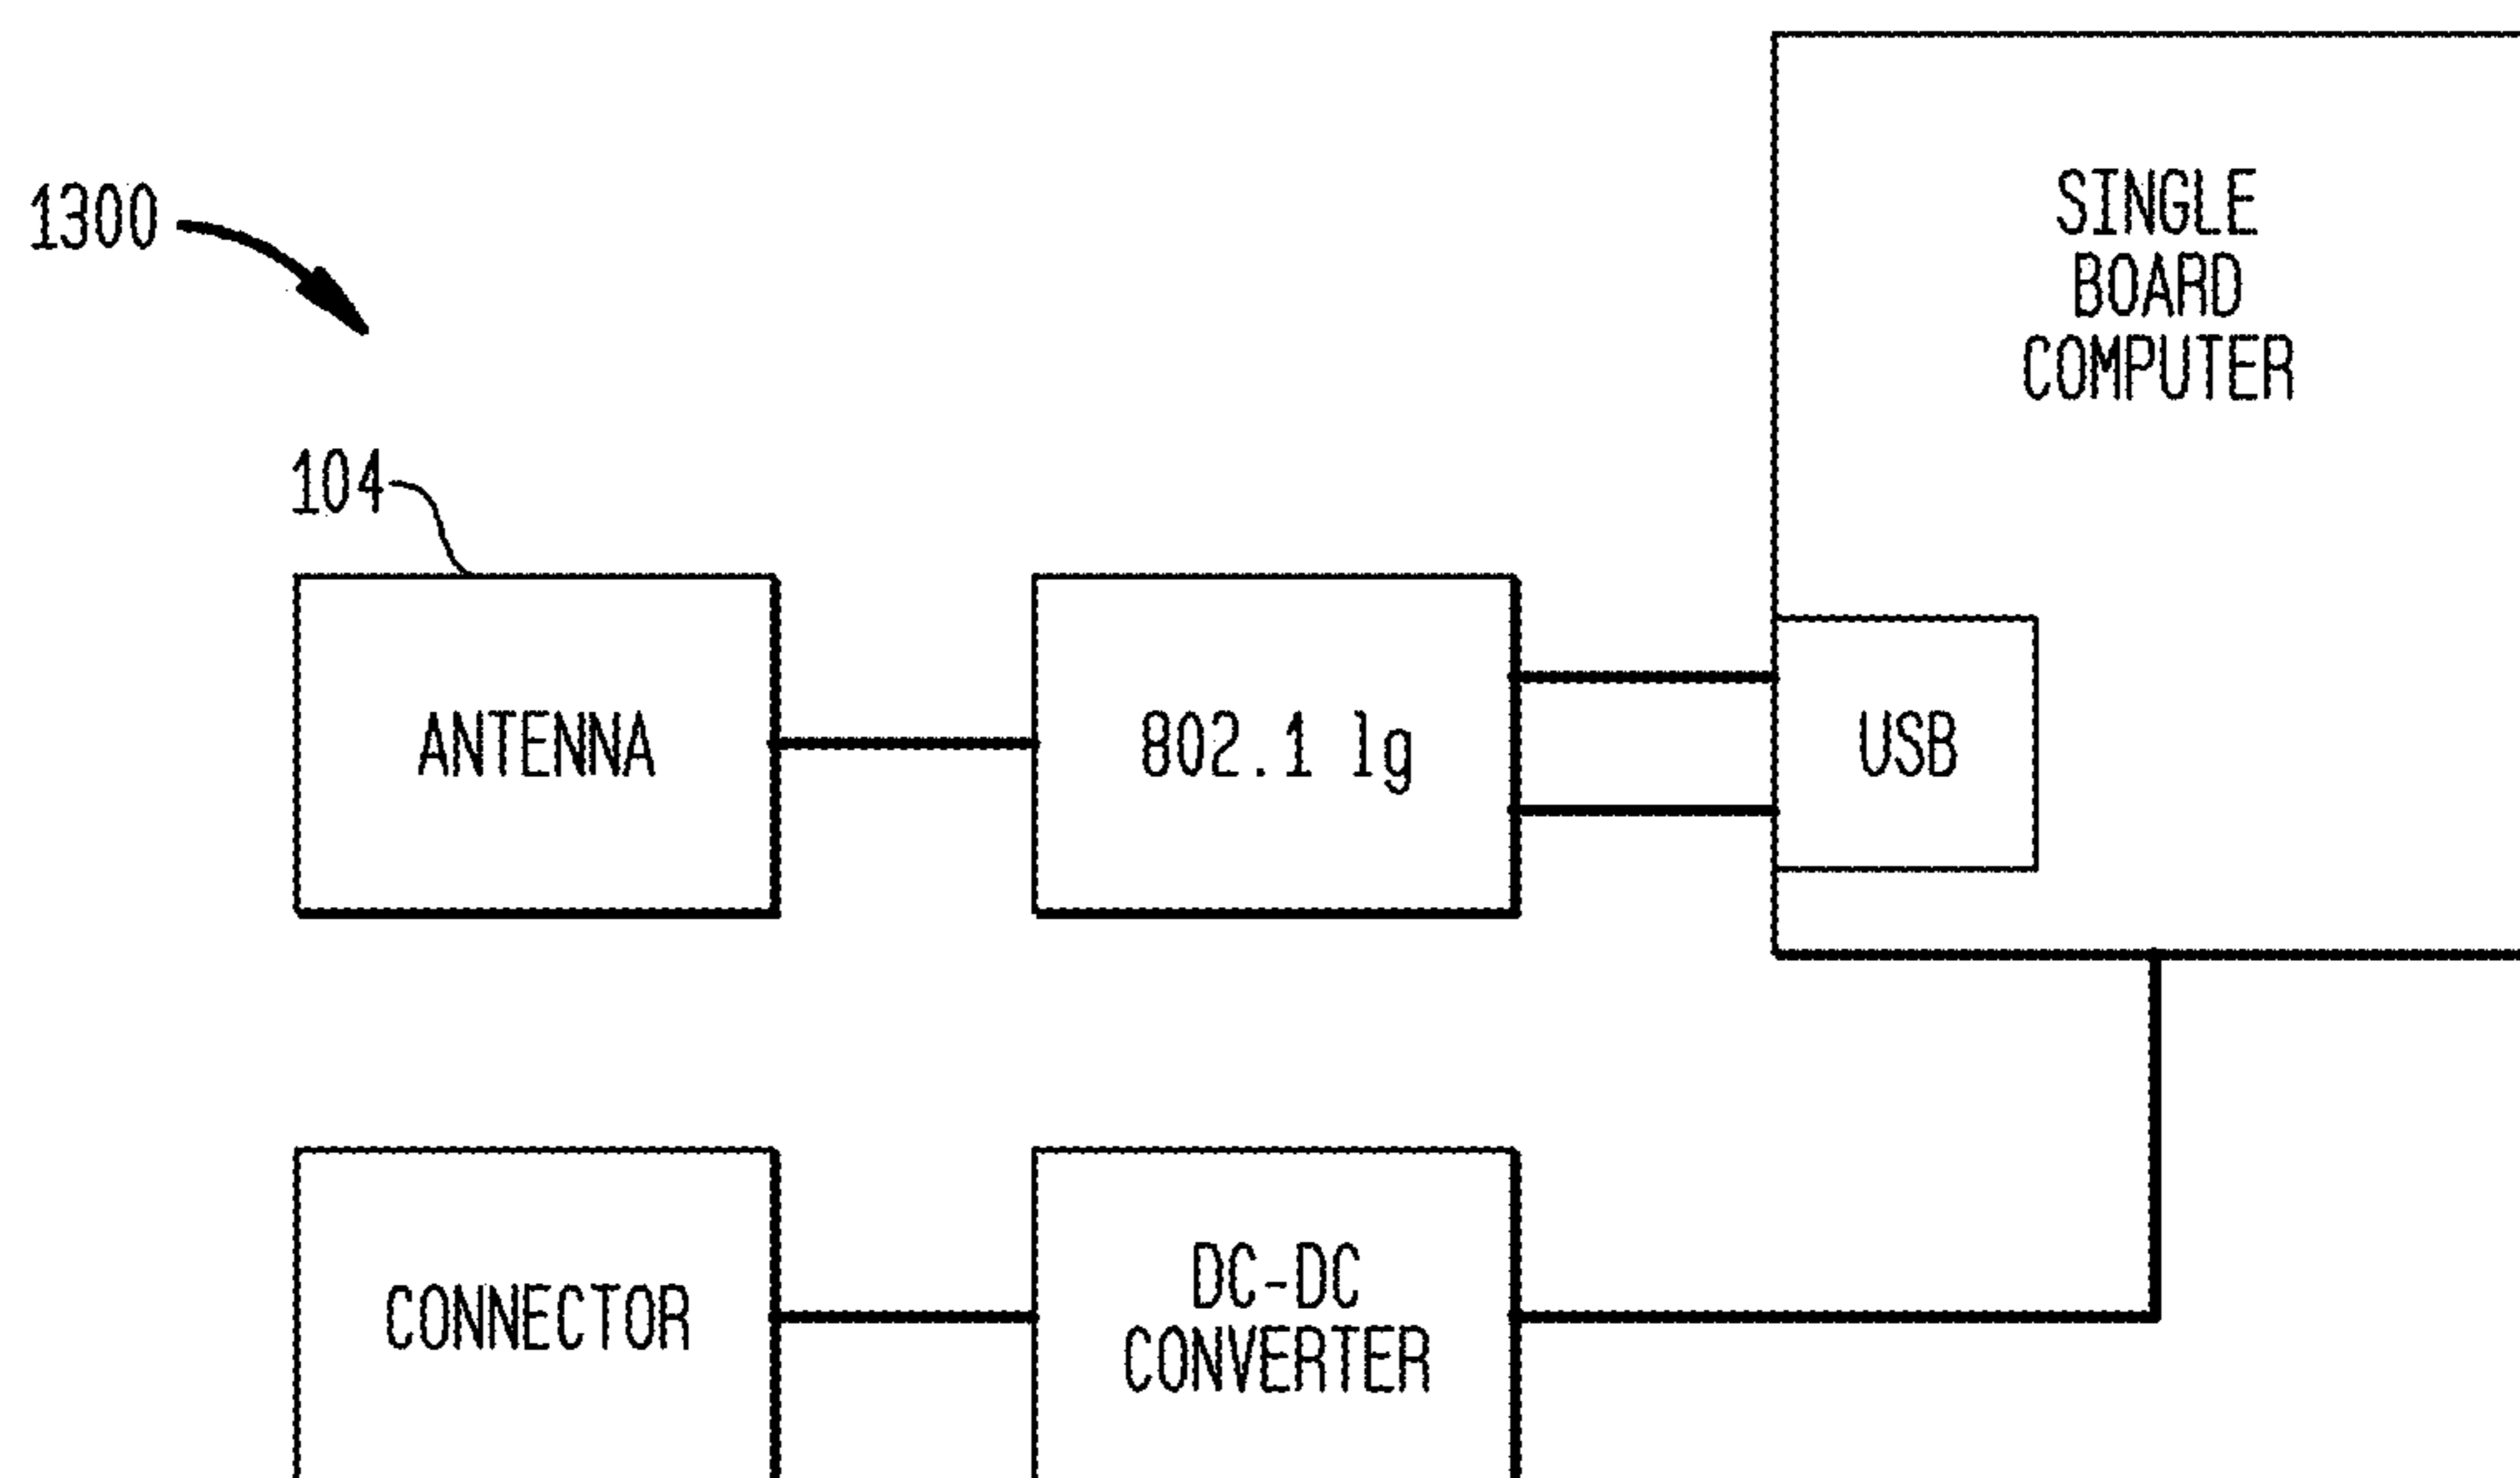 1300
SINGLE
BOARD
COMPUTER
104
ANTENNA
802.1 lg
USB
CONNECTOR
DC-DC
CONVERTER